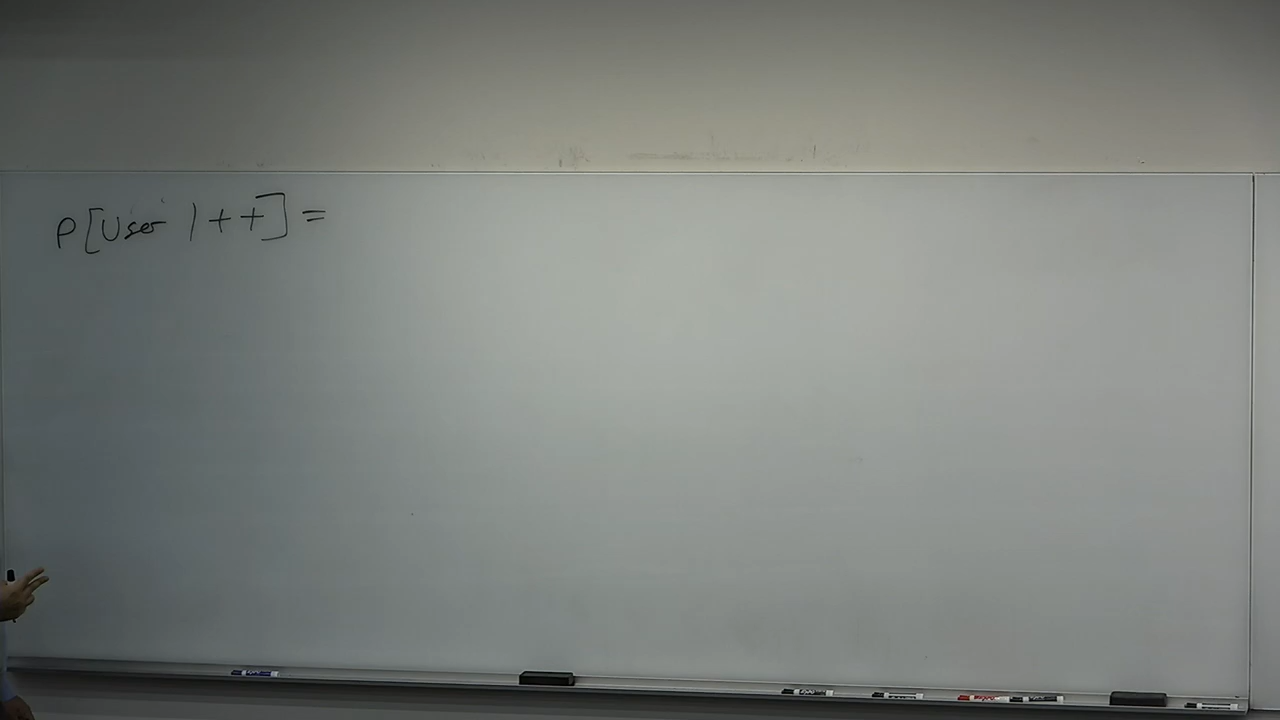 P[User | + +] =